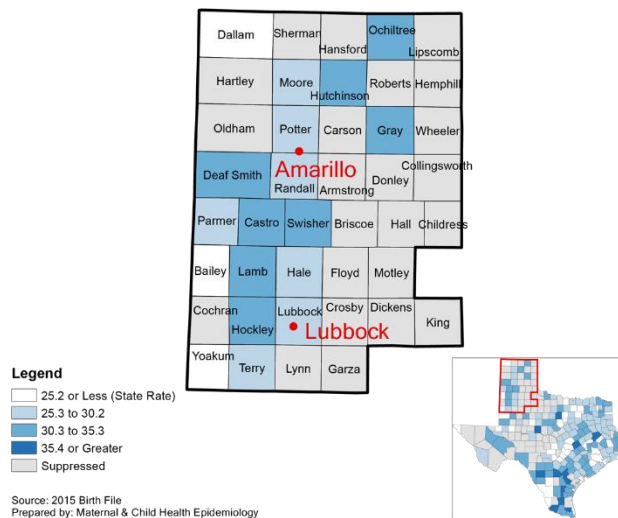 Dallam
Sherman
Hansford
Ochiltree
Lipscomb
Hartley
Moore
Hutchinson
Roberts
Hemphill
Oldham
Potter
Carson
Gray
Wheeler
Amarillo
Deaf Smith
Randall
Armstrong
Donley
Collingsworth
Parmer
Castro
Swisher
Briscoe
Hall
Childress
Bailey
Lamb
Hale
Floyd
Motley
Cochran
Hockley
Lubbock
Lubbock
Crosby
Dickens
King
Yoakum
Terry
Lynn
Garza
Legend
25.2 or Less (State Rate)
25.3 to 30.2
30.3 to 35.3
35.4 or Greater
Suppressed
Source: 2015 Birth File
Prepared by: Maternal & Child Health Epidemiology